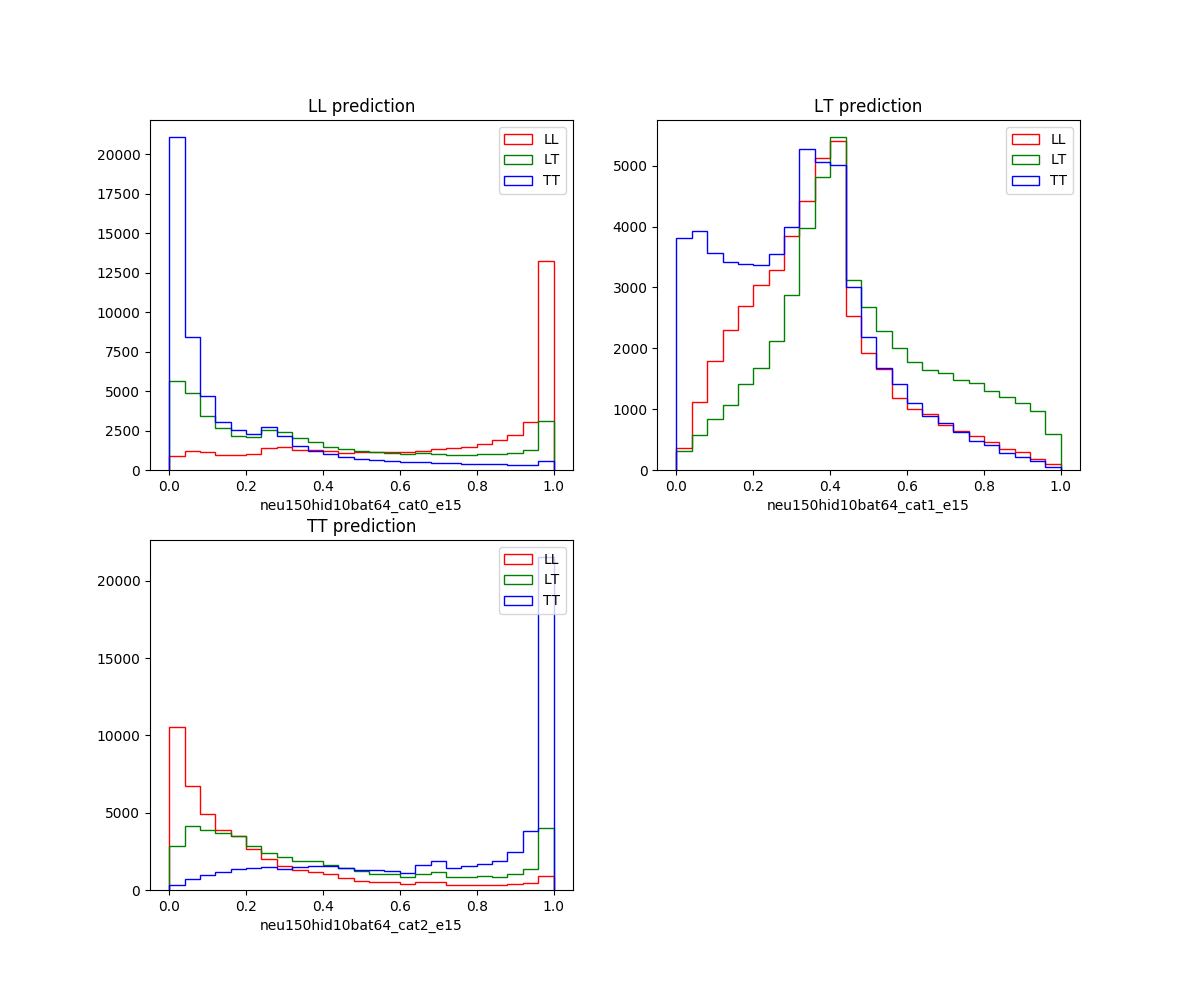 LL prediction
LL
LT
TT
20000
17500
15000
12500
10000
7500
5000
2500
0
0.0 0.2 0.4 0.6 0.8 1.0
neu150hid10bat64_cat0_e15
LT prediction
LL
LT
TT
5000
4000
3000
2000
1000
0
0.0 0.2 0.4 0.6 0.8 1.0
neu150hid10bat64_cat1_e15
TT prediction
LL
LT
TT
20000
15000
10000
5000
0
0.0 0.2 0.4 0.6 0.8 1.0
neu150hid10bat64_cat2_e15